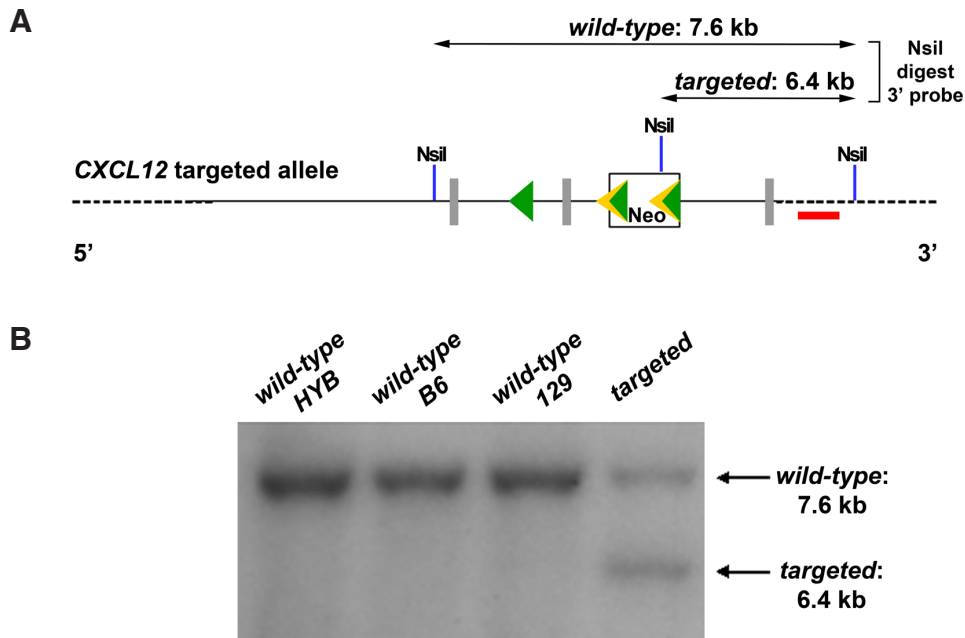 A
wild-type: 7.6 kb
NsiI
digest
3’ probe
targeted: 6.4 kb
NsiI
NsiI
NsiI
CXCL12 targeted allele
Neo
5’
3’
B
wild-type
HYB
wild-type
B6
wild-type
129
targeted
wild-type:
7.6 kb
targeted:
6.4 kb